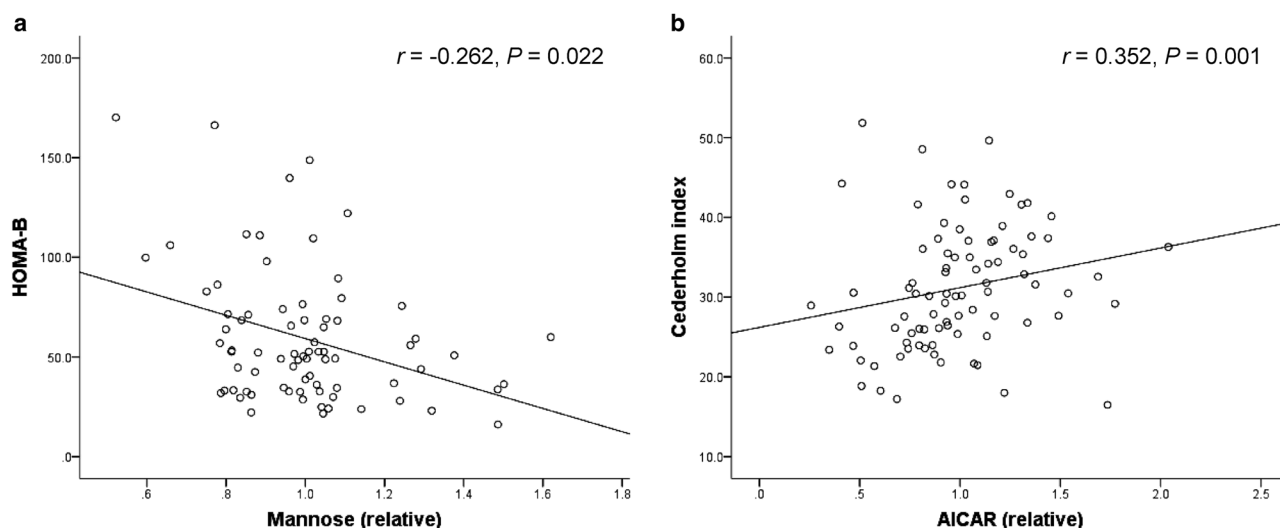 a
r = -0.262, P = 0.022
HOMA-B
200.0
150.0
100.0
50.0
.0
.6 .8 1.0 1.2 1.4 1.6 1.8
Mannose (relative)
b
r = 0.352, P = 0.001
Cederholm index
60.0
50.0
40.0
30.0
20.0
10.0
.0 .5 1.0 1.5 2.0 2.5
AICAR (relative)